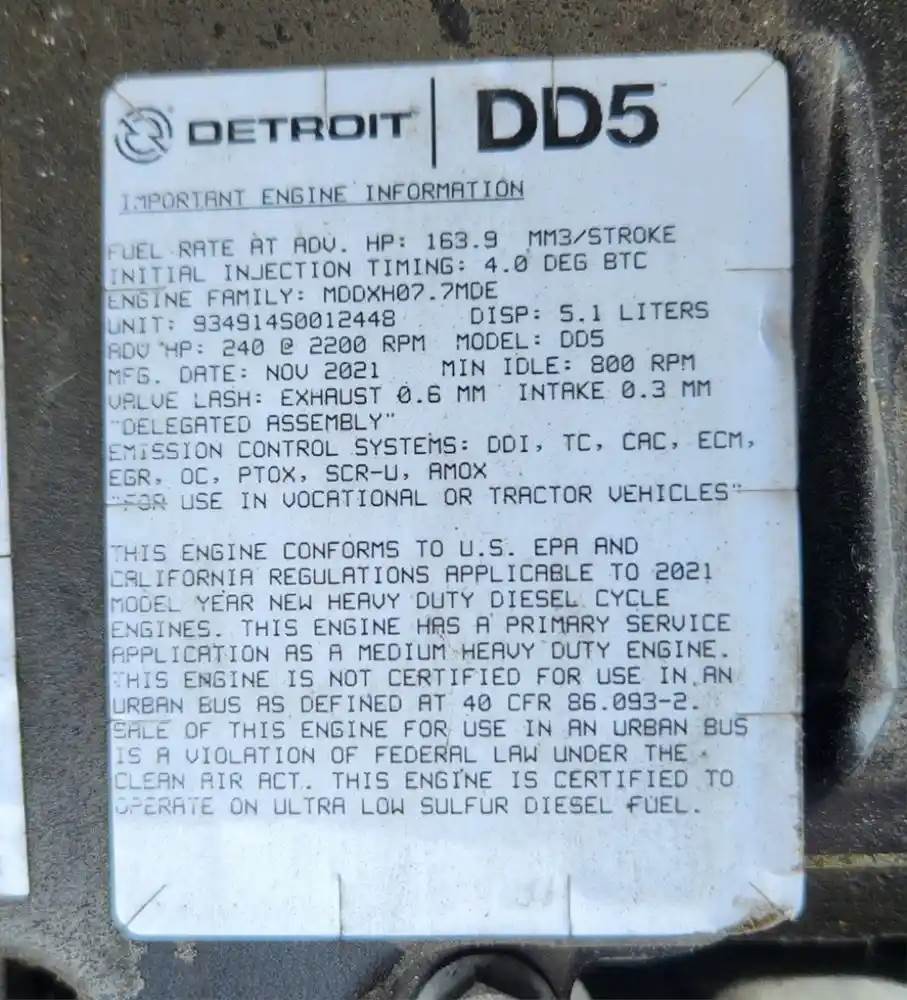 DETROIT | DD5
IMPORTANT ENGINE INFORMATION
FUEL RATE AT ADV. HP: 163.9 MM3/STROKE
INITIAL INJECTION TIMING: 4.0 DEG BTC
ENGINE FAMILY: MDDXH07.7MDE
UNIT: 934914S0012448 DISP: 5.1 LITERS
ADV HP: 240 @ 2200 RPM MODEL: DD5
MFG. DATE: NOV 2021 MIN IDLE: 800 RPM
VALVE LASH: EXHAUST 0.6 MM INTAKE 0.3 MM
"DELEGATED ASSEMBLY"
EMISSION CONTROL SYSTEMS: DDI, TC, CAC, ECM,
EGR, OC, PTOX, SCR-U, AMOX
"FOR USE IN VOCATIONAL OR TRACTOR VEHICLES"
THIS ENGINE CONFORMS TO U.S. EPA AND
CALIFORNIA REGULATIONS APPLICABLE TO 2021
MODEL YEAR NEW HEAVY DUTY DIESEL CYCLE
ENGINES. THIS ENGINE HAS A PRIMARY SERVICE
APPLICATION AS A MEDIUM HEAVY DUTY ENGINE.
THIS ENGINE IS NOT CERTIFIED FOR USE IN AN
URBAN BUS AS DEFINED AT 40 CFR 86.093-2.
SALE OF THIS ENGINE FOR USE IN AN URBAN BUS
IS A VIOLATION OF FEDERAL LAW UNDER THE
CLEAN AIR ACT. THIS ENGINE IS CERTIFIED TO
OPERATE ON ULTRA LOW SULFUR DIESEL FUEL.